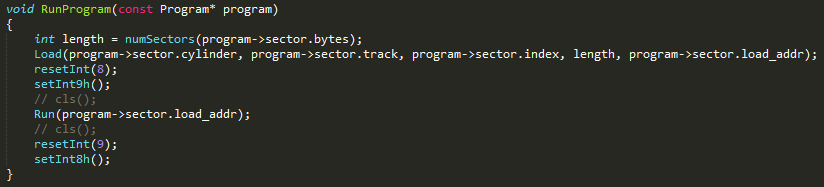 void RunProgram(const Program* program)
{
    int length = numSectors(program->sector.bytes);
    Load(program->sector.cylinder, program->sector.track, program->sector.index, length, program->sector.load_addr);
    resetInt(8);
    setInt9h();
    // cls();
    Run(program->sector.load_addr);
    // cls();
    resetInt(9);
    setInt8h();
}